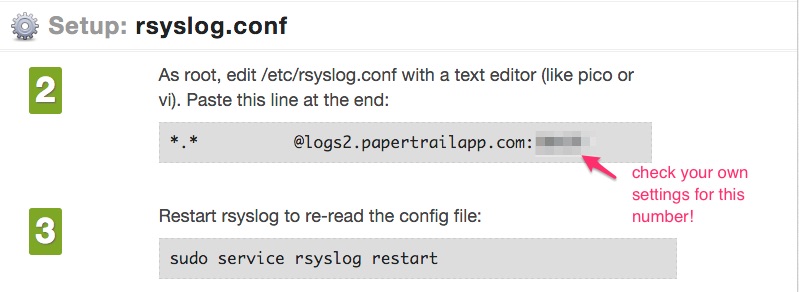 Setup: rsyslog.conf
2
As root, edit /etc/rsyslog.conf with a text editor (like pico or
vi). Paste this line at the end:
*.* @logs2.papertrailapp.com:
check your own
settings for this
number!
3
Restart rsyslog to re-read the config file:
sudo service rsyslog restart